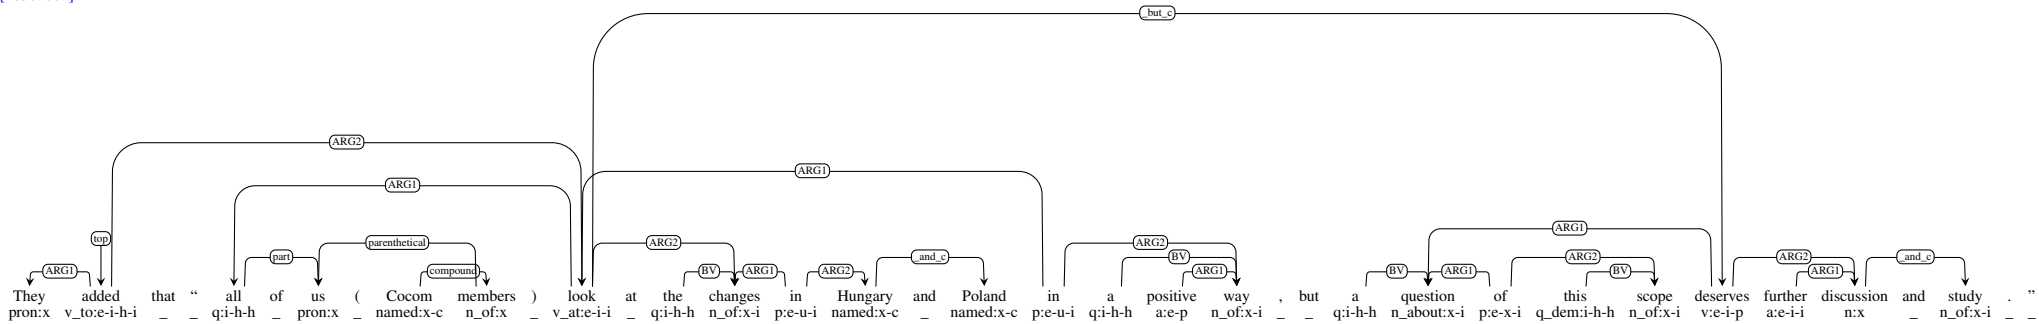 _but_c
ARG2
ARG1
ARG1
ARG1
top
parenthetical
ARG2
ARG2
part
_and_c
BV
ARG2
_and_c
ARG1
compound
BV
ARG1
ARG2
ARG1
BV
ARG1
BV
ARG1
They added that “ all of us ( Cocom members ) look at the changes in Hungary and Poland in a positive way , but a question of this scope deserves further discussion and study . ”
pron:x v_to:e-i-h-i _ _ q:i-h-h _ pron:x _ named:x-c n_of:x _ v_at:e-i-i _ q:i-h-h n_of:x-i p:e-u-i named:x-c _ named:x-c p:e-u-i q:i-h-h a:e-p n_of:x-i _ _ q:i-h-h n_about:x-i p:e-x-i q_dem:i-h-h n_of:x-i v:e-i-p a:e-i-i n:x _ n_of:x-i _ _